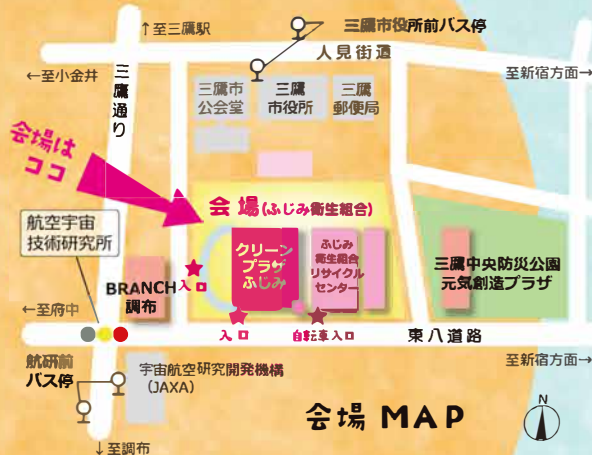 ↑至三鷹駅
三鷹市役所前バス停
人見街道
←至小金井
至新宿方面→
三鷹通り
三鷹市
公会堂
三鷹
市役所
三鷹
郵便局
会場は
ココ
会場(ふじみ衛生組合)
航空宇宙
技術研究所
クリーン
プラザ
ふじみ
ふじみ
衛生組合
リサイクル
センター
三鷹中央防災公園
元気創造プラザ
BRANCH
調布
入口
←至府中
入口
自転車入口
東八道路
至新宿方面→
航研前
バス停
宇宙航空研究開発機構
(JAXA)
会場 MAP
N
↓至調布